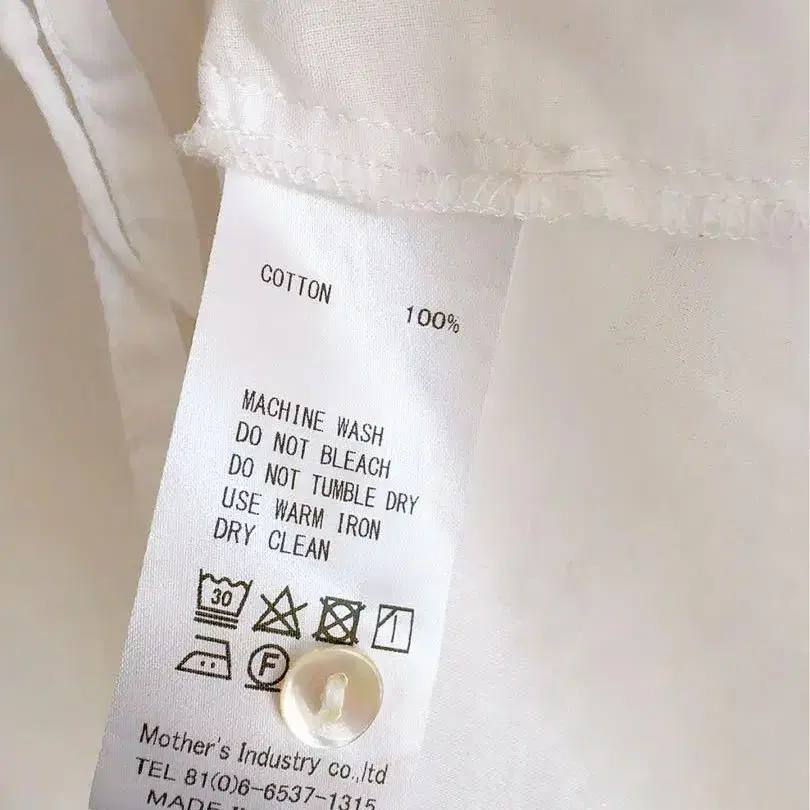 COTTON 100%
MACHINE WASH
DO NOT BLEACH
DO NOT TUMBLE DRY
USE WARM IRON
DRY CLEAN
30
F
Mother's Industry co.,ltd
TEL 81(0)6-6537-1315
MADE